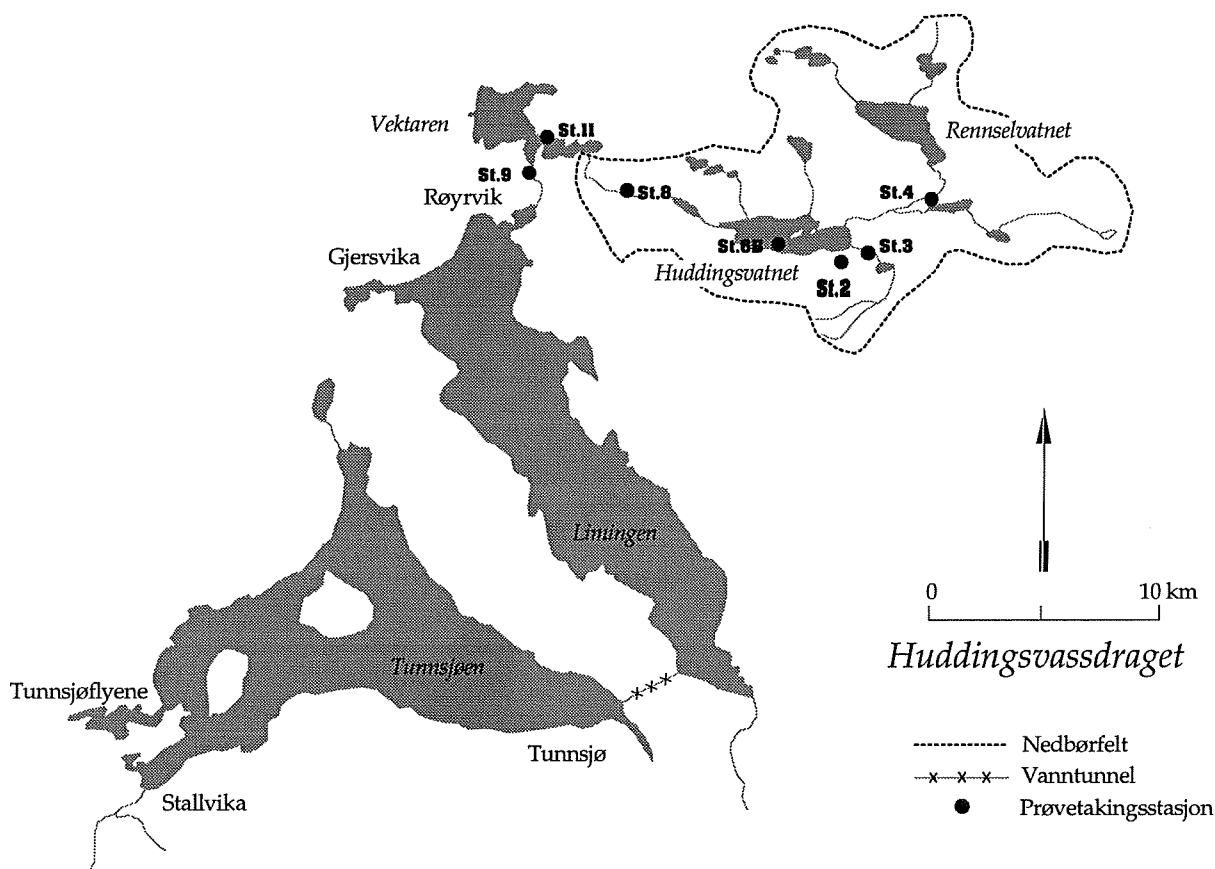 Vektaren
St.11
Rennselvatnet
St.9
St.8
St.4
Røyrvik
St.6B
St.3
Gjersvika
Huddingsvatnet
St.2
Limingen
0 10 km
Huddingsvassdraget
Tunnsjøen
Tunnsjøflyene
Tunnsjø
Nedbørfelt
Vanntunnel
Stallvika
Prøvetakingsstasjon